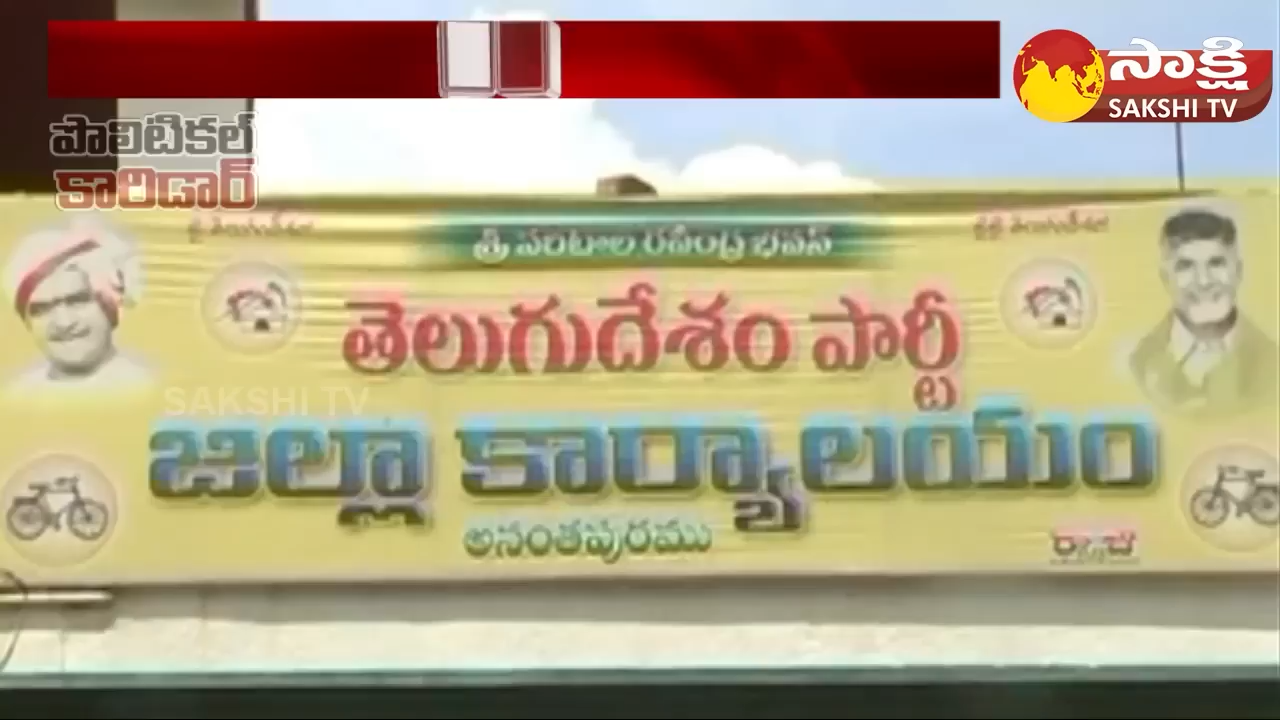 సాక్షి
SAKSHI TV
పొలిటికల్
కారిడార్
శ్రీ పరిటాల రవీంద్ర భవన్
తెలుగుదేశం పార్టీ
SAKSHI TV
జిల్లా కార్యాలయం
అనంతపురము